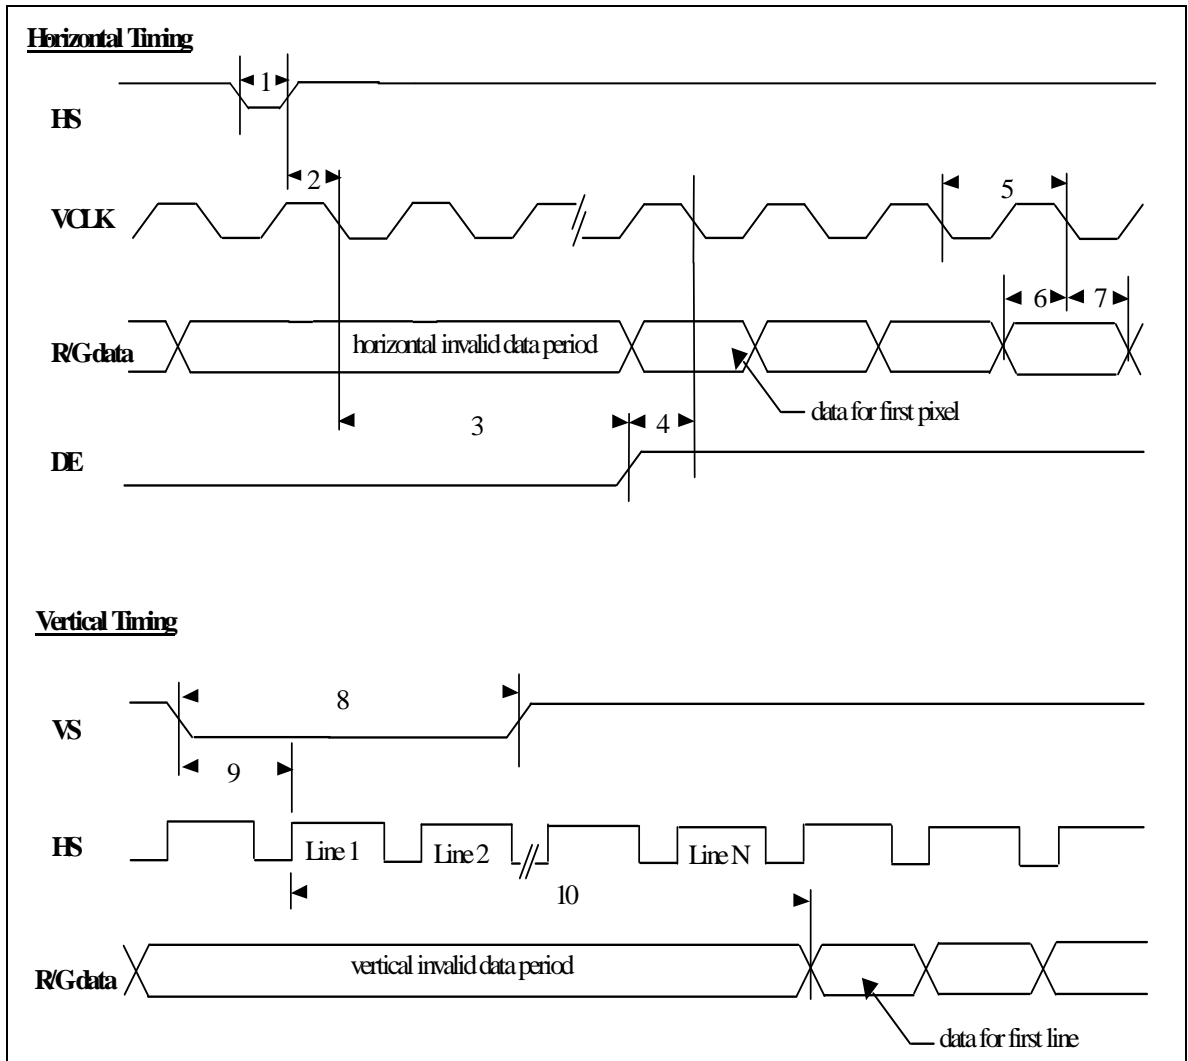 Horizontal Timing
1
HS
2
VCLK
5
6
7
R/G data
horizontal invalid data period
data for first pixel
3
4
DE
Vertical Timing
8
VS
9
HS
Line 1
Line 2
Line N
10
R/G data
vertical invalid data period
data for first line